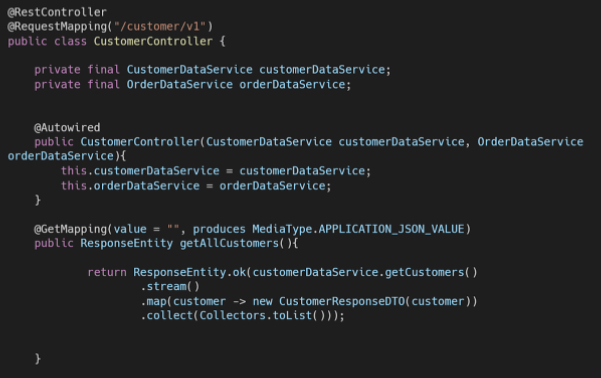 @RestController
@RequestMapping("/customer/v1")
public class CustomerController {
private final CustomerDataService customerDataService;
private final OrderDataService orderDataService;
@Autowired
public CustomerController(CustomerDataService customerDataService, OrderDataService
orderDataService){
this.customerDataService = customerDataService;
this.orderDataService = orderDataService;
}
@GetMapping(value = "", produces MediaType.APPLICATION_JSON_VALUE)
public ResponseEntity getAllCustomers(){
return ResponseEntity.ok(customerDataService.getCustomers()
.stream()
.map(customer -> new CustomerResponseDTO(customer))
.collect(Collectors.toList()));
}